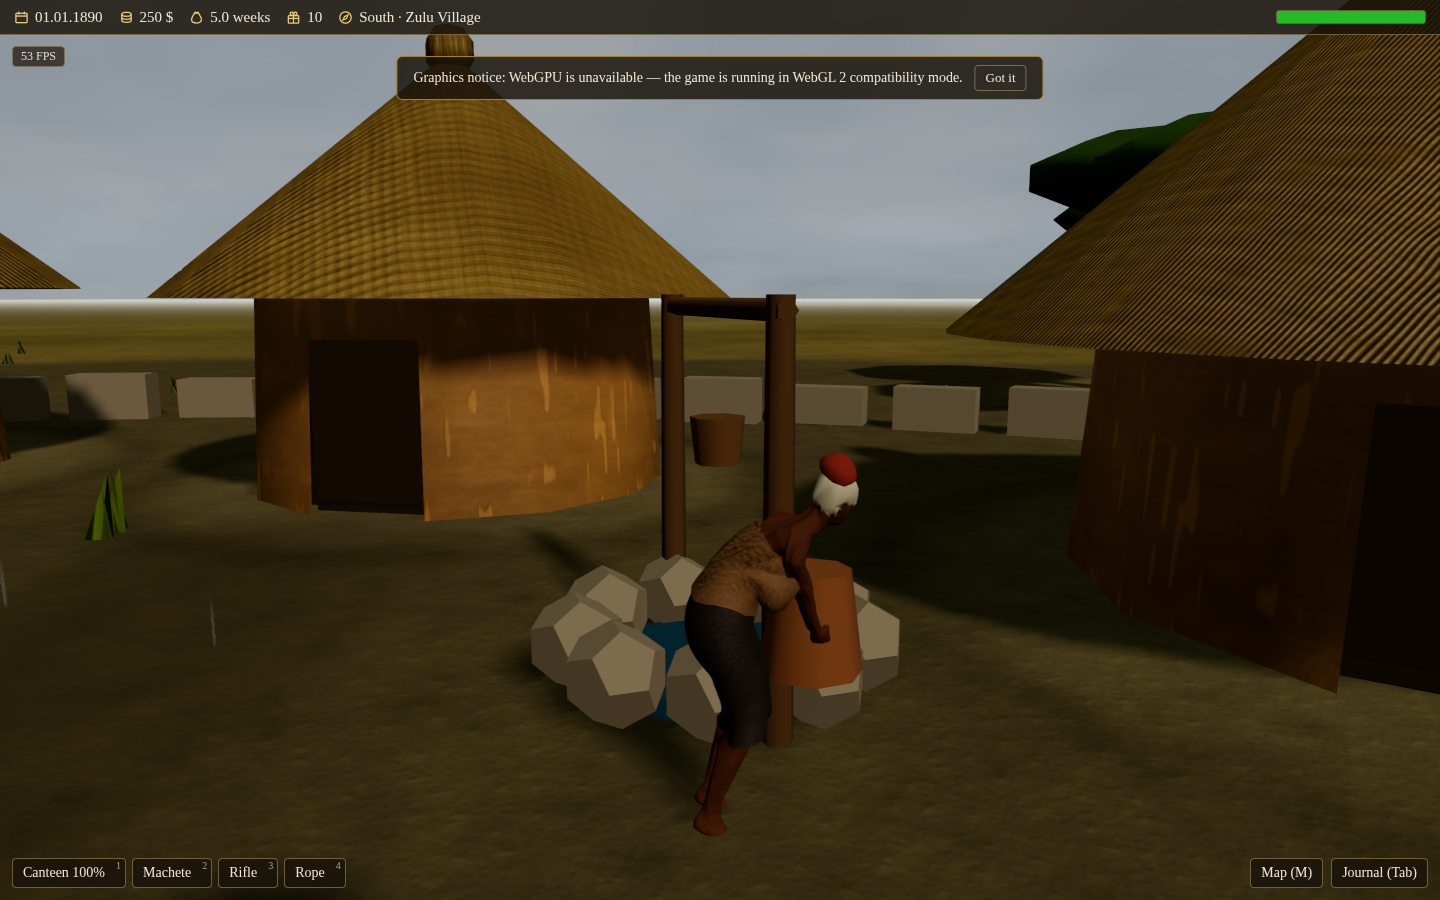 01.01.1890 250 $ 5.0 weeks 10 South · Zulu Village
53 FPS
Graphics notice: WebGPU is unavailable — the game is running in WebGL 2 compatibility mode. Got it
Canteen 100% 1 Machete 2 Rifle 3 Rope 4 Map (M) Journal (Tab)